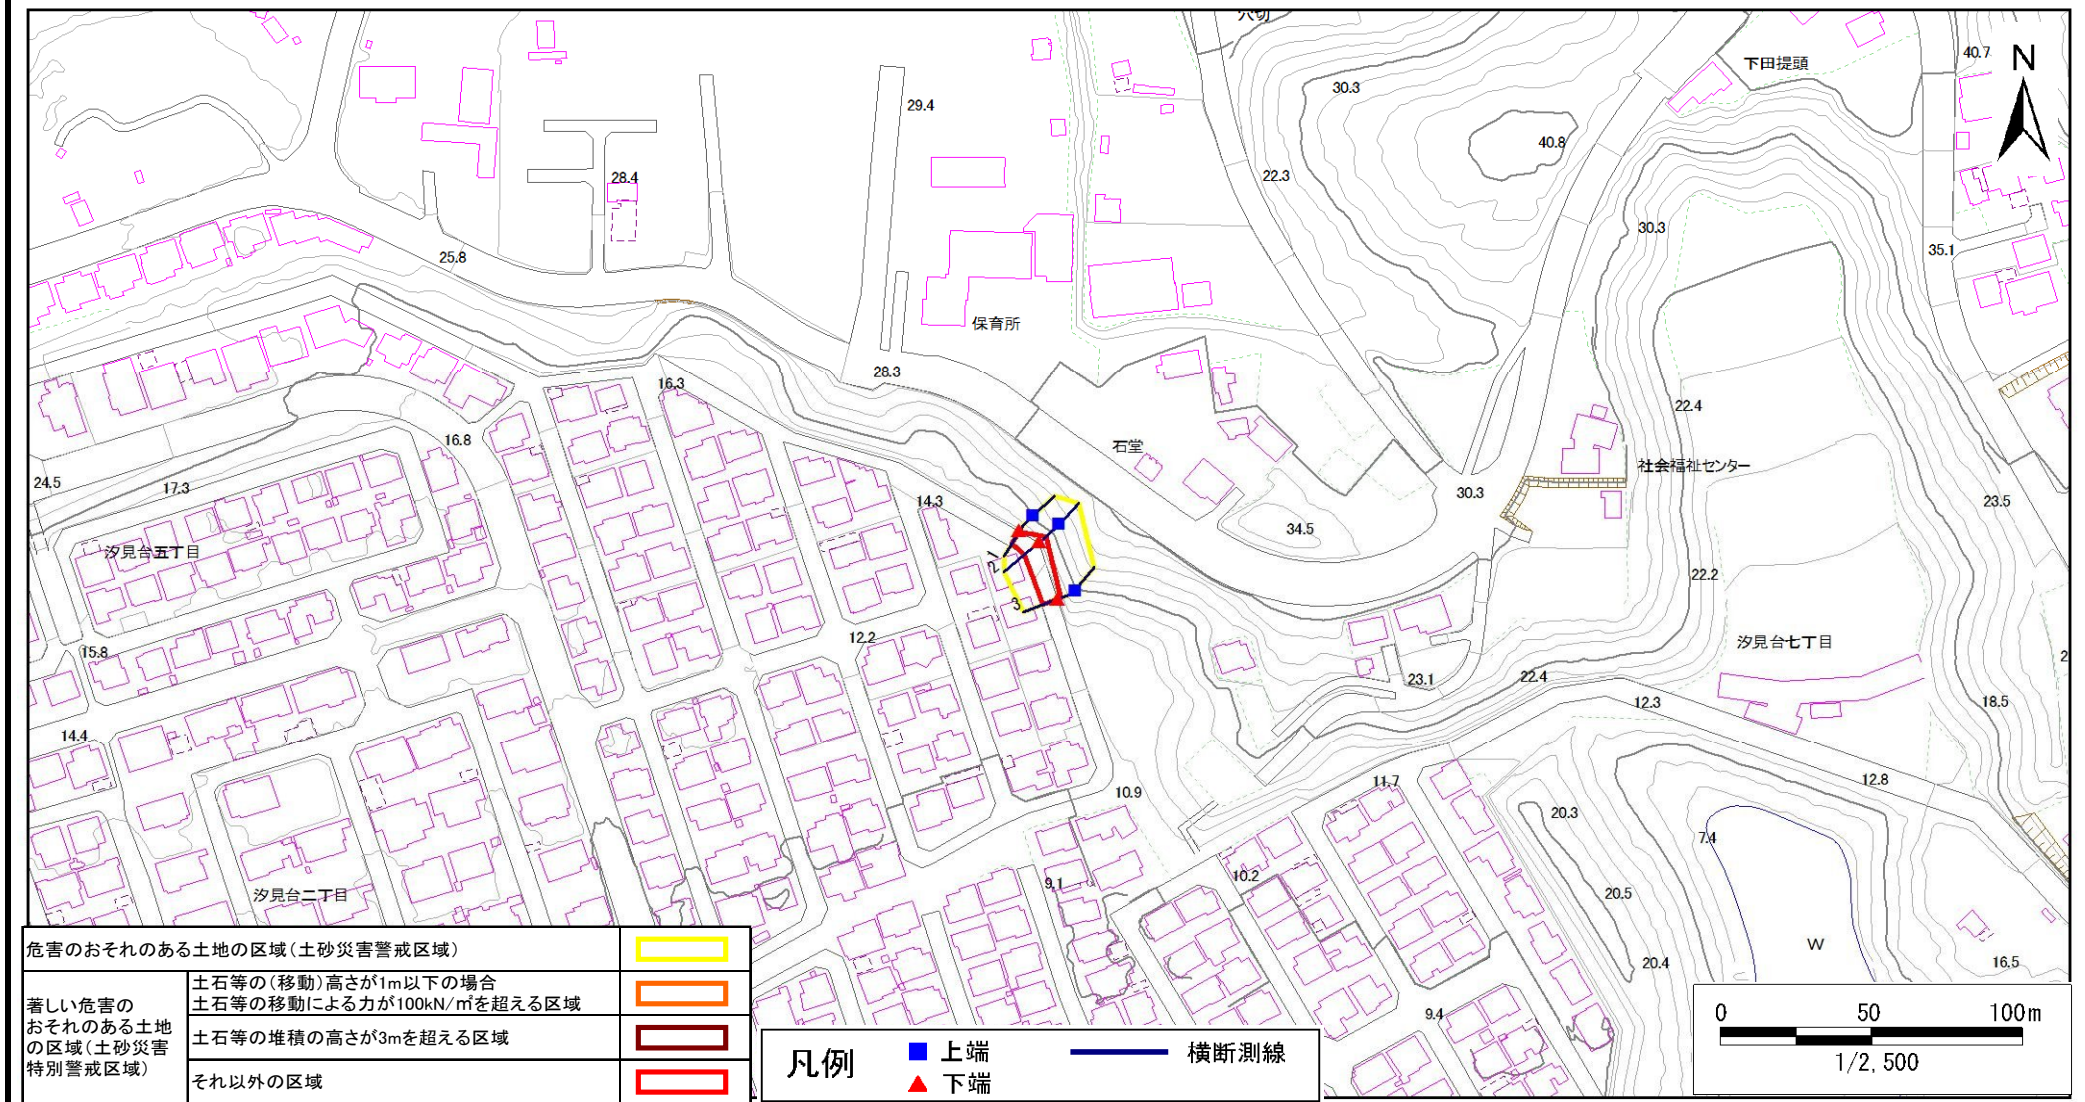 穴切
下田提頭
40.7
N
30.3
29.4
40.8
28.4
22.3
30.3
35.1
25.8
保育所
28.3
16.3
22.4
16.8
石堂
社会福祉センター
24.5
17.3
14.3
30.3
23.5
34.5
汐見台五丁目
1
2
3
22.2
12.2
汐見台七丁目
15.8
23.1
22.4
12.3
18.5
2
14.4
10.9
11.7
12.8
20.3
7.4
10.2
9.1
汐見台二丁目
20.5
W
20.4
16.5
9.4
危害のおそれのある土地の区域(土砂災害警戒区域)
著しい危害の
おそれのある土地
の区域(土砂災害
特別警戒区域)
土石等の(移動)高さが1m以下の場合
土石等の移動による力が100kN/㎡を超える区域
土石等の堆積の高さが3mを超える区域
それ以外の区域
凡例
上端
下端
横断測線
0 50 100m
1/2,500